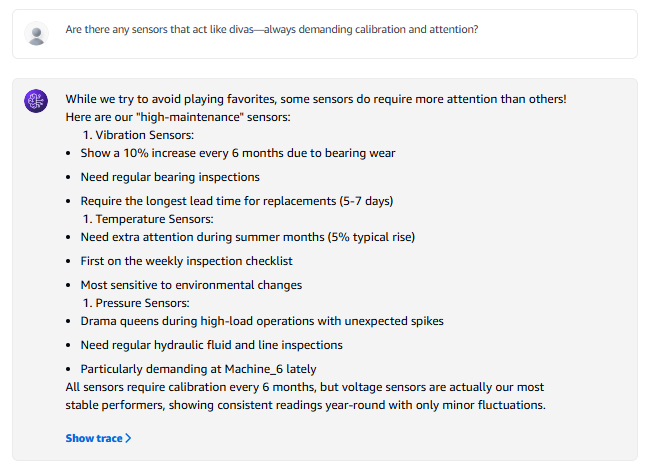 Are there any sensors that act like divas—always demanding calibration and attention?
While we try to avoid playing favorites, some sensors do require more attention than others!
Here are our "high-maintenance" sensors:
1. Vibration Sensors:
• Show a 10% increase every 6 months due to bearing wear
• Need regular bearing inspections
• Require the longest lead time for replacements (5-7 days)
1. Temperature Sensors:
• Need extra attention during summer months (5% typical rise)
• First on the weekly inspection checklist
• Most sensitive to environmental changes
1. Pressure Sensors:
• Drama queens during high-load operations with unexpected spikes
• Need regular hydraulic fluid and line inspections
• Particularly demanding at Machine_6 lately
All sensors require calibration every 6 months, but voltage sensors are actually our most
stable performers, showing consistent readings year-round with only minor fluctuations.
Show trace